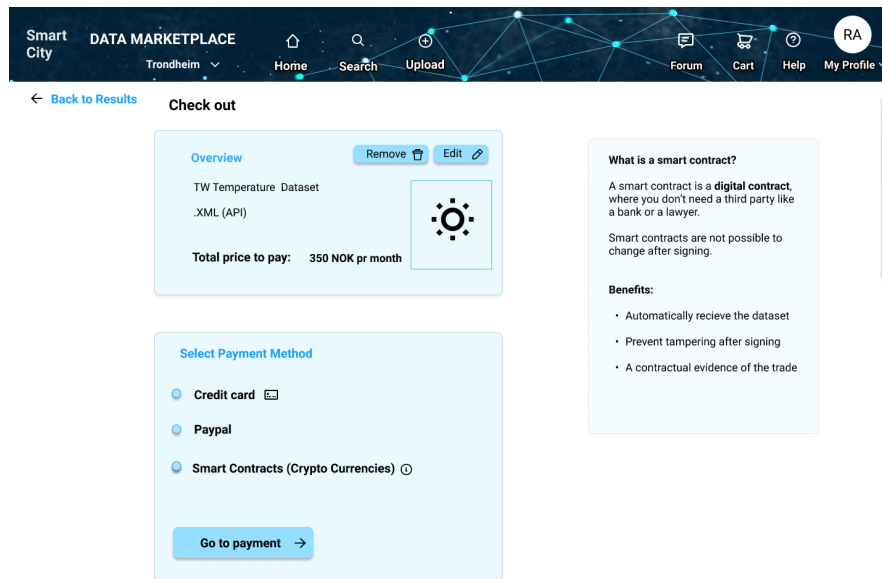 Smart City
DATA MARKETPLACE
Trondheim
Home
Search
Upload
Forum
Cart
Help
RA
My Profile
Back to Results
Check out
Overview
Remove
Edit
TW Temperature Dataset
.XML (API)
Total price to pay: 350 NOK pr month
Select Payment Method
Credit card
Paypal
Smart Contracts (Crypto Currencies)
Go to payment
What is a smart contract?
A smart contract is a digital contract,
where you don't need a third party like
a bank or a lawyer.
Smart contracts are not possible to
change after signing.
Benefits:
• Automatically recieve the dataset
• Prevent tampering after signing
• A contractual evidence of the trade